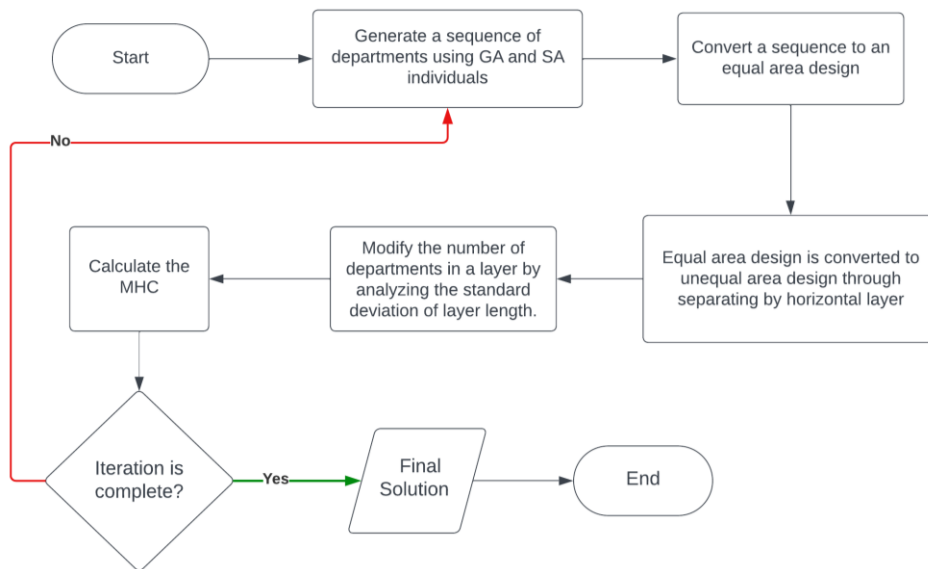 Start
Generate a sequence of
departments using GA and SA
individuals
Convert a sequence to an
equal area design
No
Equal area design is converted to
unequal area design through
separating by horizontal layer
Modify the number of
departments in a layer by
analyzing the standard
deviation of layer length.
Calculate the
MHC
Iteration is
complete?
Yes
Final
Solution
End